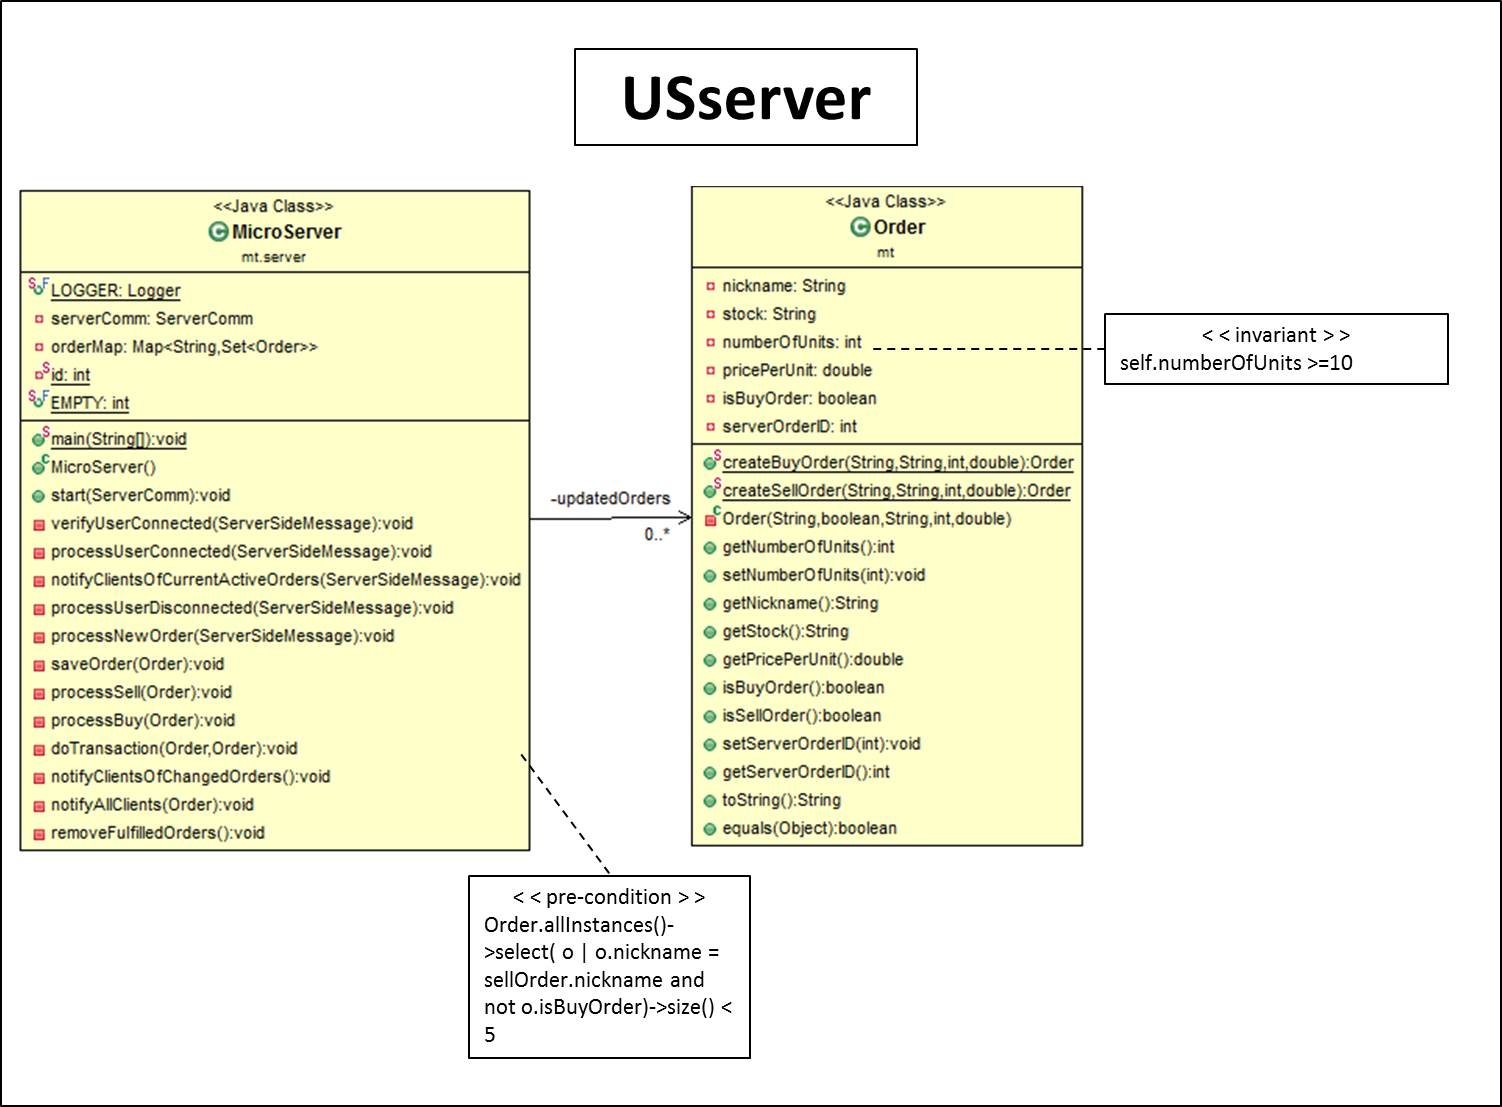 USserver
<<Java Class>>
MicroServer
mt.server
LOGGER: Logger
serverComm: ServerComm
orderMap: Map<String,Set<Order>>
id: int
EMPTY: int
main(String[]):void
MicroServer()
start(ServerComm):void
verifyUserConnected(ServerSideMessage):void
processUserConnected(ServerSideMessage):void
notifyClientsOfCurrentActiveOrders(ServerSideMessage):void
processUserDisconnected(ServerSideMessage):void
processNewOrder(ServerSideMessage):void
saveOrder(Order):void
processSell(Order):void
processBuy(Order):void
doTransaction(Order,Order):void
notifyClientsOfChangedOrders():void
notifyAllClients(Order):void
removeFulfilledOrders():void
-updatedOrders
0..*
<<Java Class>>
Order
mt
nickname: String
stock: String
numberOfUnits: int
pricePerUnit: double
isBuyOrder: boolean
serverOrderID: int
createBuyOrder(String,String,int,double):Order
createSellOrder(String,String,int,double):Order
Order(String,boolean,String,int,double)
getNumberOfUnits():int
setNumberOfUnits(int):void
getNickname():String
getStock():String
getPricePerUnit():double
isBuyOrder():boolean
isSellOrder():boolean
setServerOrderID(int):void
getServerOrderID():int
toString():String
equals(Object):boolean
< < invariant > >
self.numberOfUnits >=10
< < pre-condition > >
Order.allInstances()-
>select( o | o.nickname =
sellOrder.nickname and
not o.isBuyOrder)->size() <
5